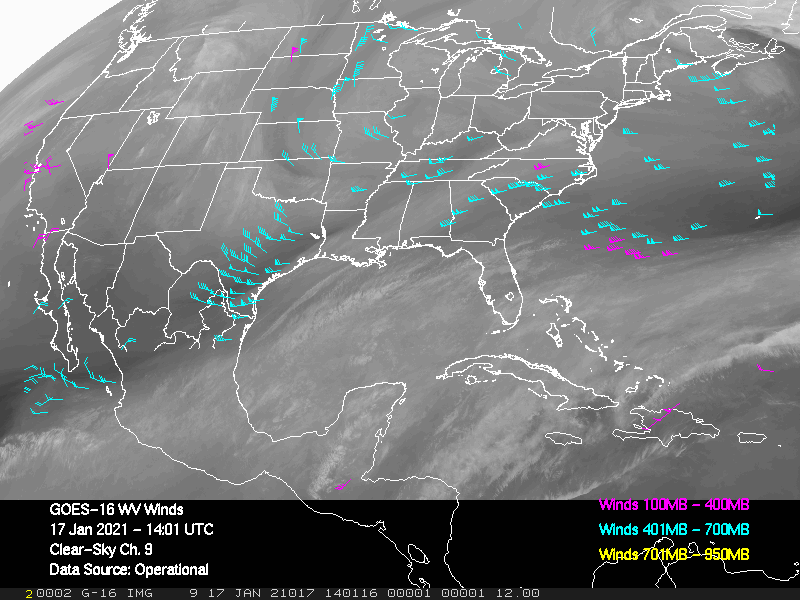 GOES-16 WV Winds
17 Jan 2021 - 14:01 UTC
Clear-Sky Ch. 9
Data Source: Operational
Winds 100MB - 400MB
Winds 401MB - 700MB
Winds 701MB - 950MB
2 0002 G-16 IMG 9 17 JAN 21017 140116 00001 00001 12.00